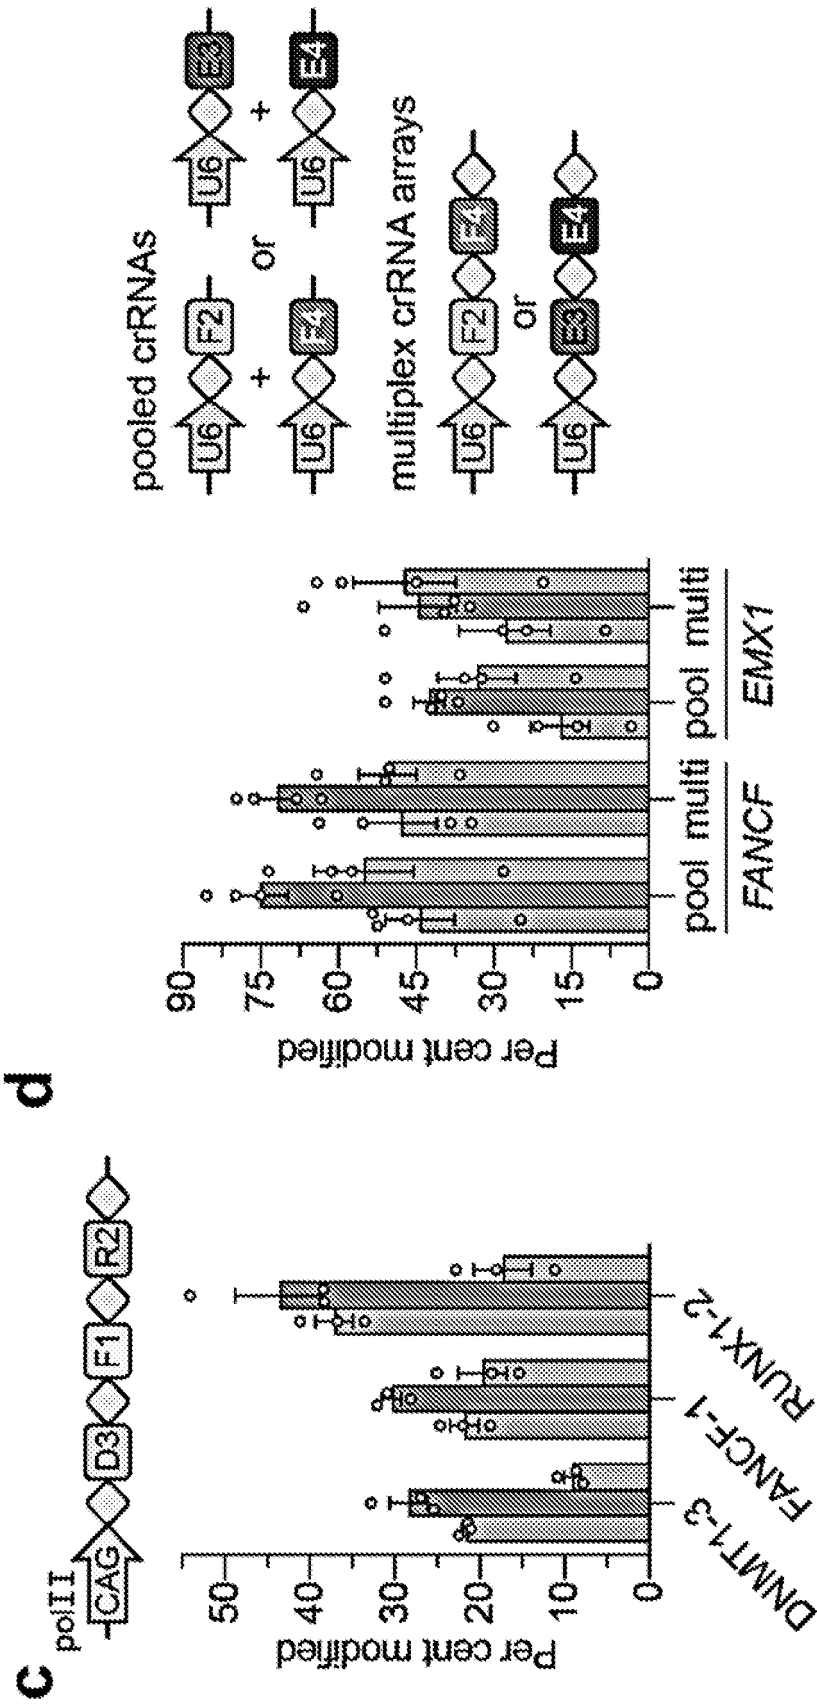 c
polII
CAG D3 F1 R2
Per cent modified
50
40
30
20
10
0
DNMT1-3
FANCF-1
RUNX1-2
d
Per cent modified
90
75
60
45
30
15
0
pool multi pool multi
FANCF EMX1
pooled crRNAs
U6 F2 U6 E3
+ or +
U6 F4 U6 E4
multiplex crRNA arrays
U6 F2 F4
or
U6 E3 E4